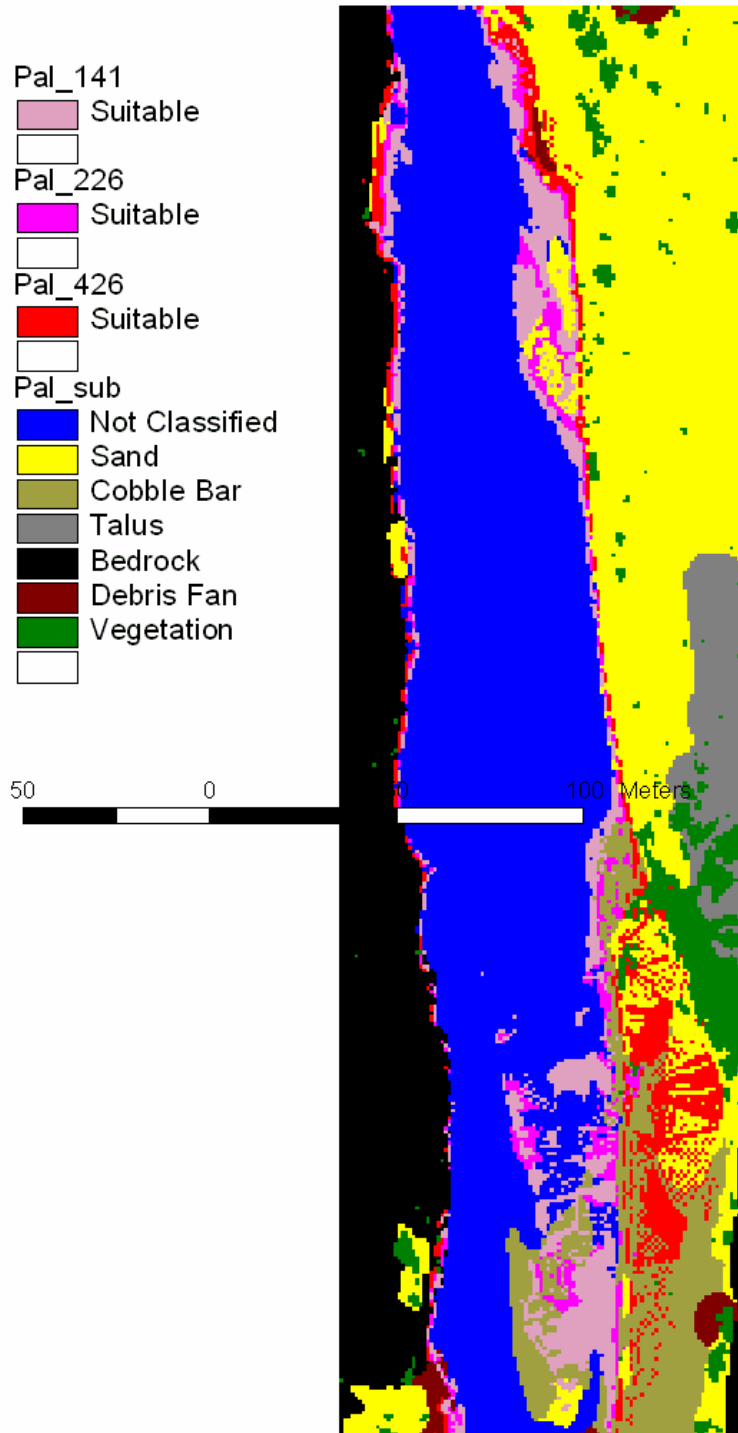 Pal_141
Suitable
Pal_226
Suitable
Pal_426
Suitable
Pal_sub
Not Classified
Sand
Cobble Bar
Talus
Bedrock
Debris Fan
Vegetation
50 0 50 100 Meters